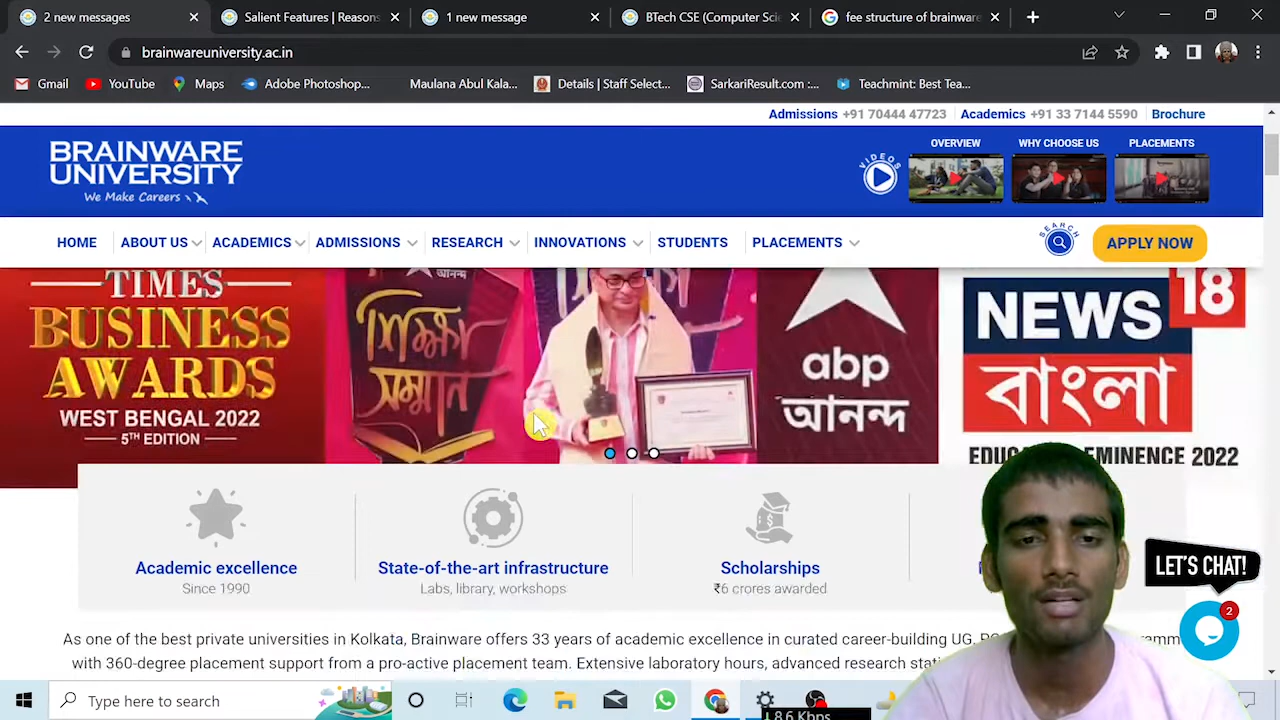 2 new messages
Salient Features | Reasons
1 new message
BTech CSE (Computer Sci
fee structure of brainware
brainwareuniversity.ac.in
Gmail
YouTube
Maps
Adobe Photoshop...
Maulana Abul Kala...
Details | Staff Select...
SarkariResult.com :...
Teachmint: Best Tea...
Admissions +91 70444 47723
Academics +91 33 7144 5590
Brochure
BRAINWARE
UNIVERSITY
We Make Careers
VIDEOS
OVERVIEW
WHY CHOOSE US
PLACEMENTS
HOME
ABOUT US
ACADEMICS
ADMISSIONS
RESEARCH
INNOVATIONS
STUDENTS
PLACEMENTS
SEARCH
APPLY NOW
TIMES
BUSINESS
AWARDS
WEST BENGAL 2022
5TH EDITION
আনন্দ
শিক্ষা
সম্মান
abp
আনন্দ
NEWS
18
বাংলা
EMINENCE 2022
Academic excellence
Since 1990
State-of-the-art infrastructure
Labs, library, workshops
Scholarships
₹6 crores awarded
LET'S CHAT!
2
As one of the best private universities in Kolkata, Brainware offers 33 years of academic excellence in curated career-building UG,
with 360-degree placement support from a pro-active placement team. Extensive laboratory hours, advanced research
Type here to search